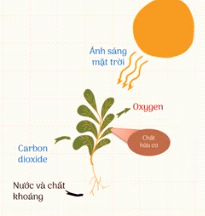 Ánh sáng
mặt trời
Oxygen
Chất
hữu cơ
Carbon
dioxide
Nước và chất
khoáng